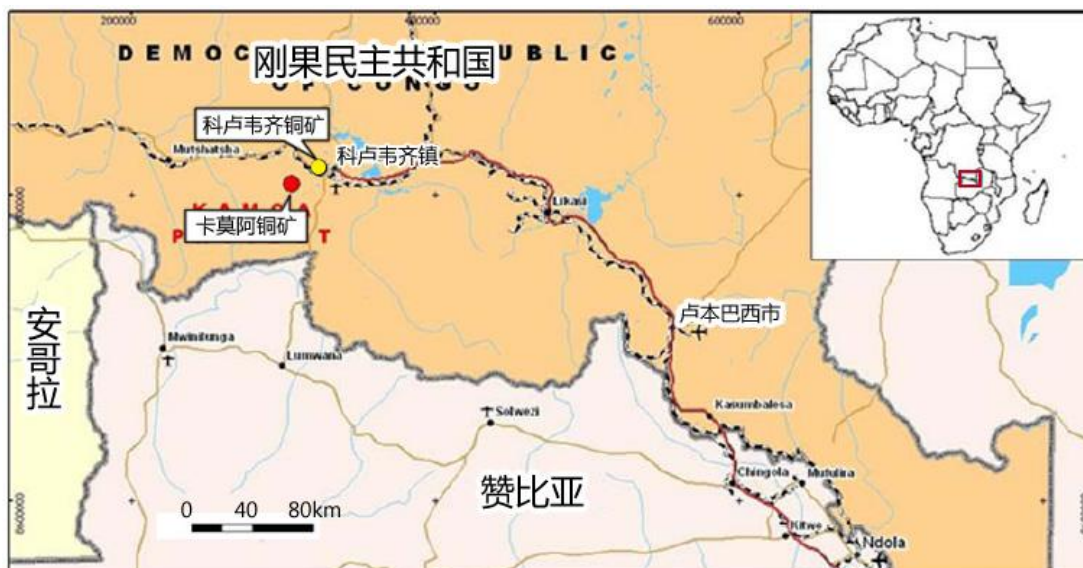 200000
400000
600000
DEMOC
UBLIC
刚果民主共和国
OF CONGO
科卢韦齐铜矿
Mutshatsha
科卢韦齐镇
Likasi
卡莫阿铜矿
T
安哥拉
卢本巴西市
Mwinilunga
Lumwana
Kasumbalesa
Solwezi
赞比亚
Chingola
Mufulira
0 40 80km
Kitwe
Ndola